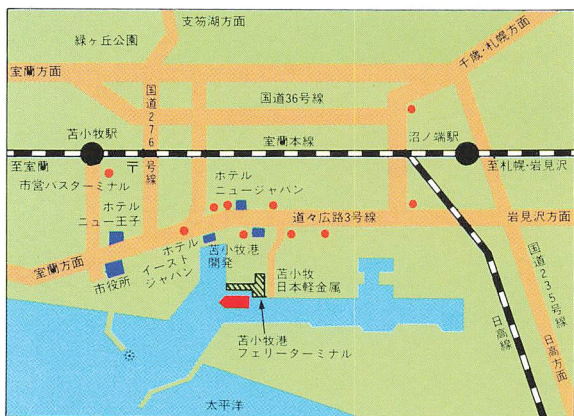 支笏湖方面
緑ヶ丘公園
千歳・札幌方面
室蘭方面
国道276号線
国道36号線
苫小牧駅
室蘭本線
沼ノ端駅
至室蘭
〒
至札幌・岩見沢
市営バスターミナル
ホテル
ニュージャパン
ホテル
ニュー王子
道々広路3号線
岩見沢方面
室蘭方面
市役所
ホテル
イースト
ジャパン
苫小牧港
開発
苫小牧
日本軽金属
国道235号線
日高線
日高方面
苫小牧港
フェリーターミナル
太平洋